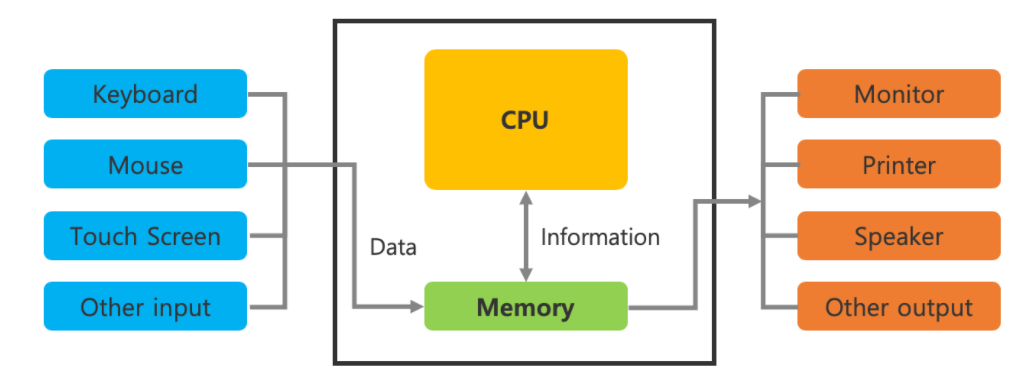 Keyboard
Mouse
Touch Screen
Other input
CPU
Data
Information
Memory
Monitor
Printer
Speaker
Other output